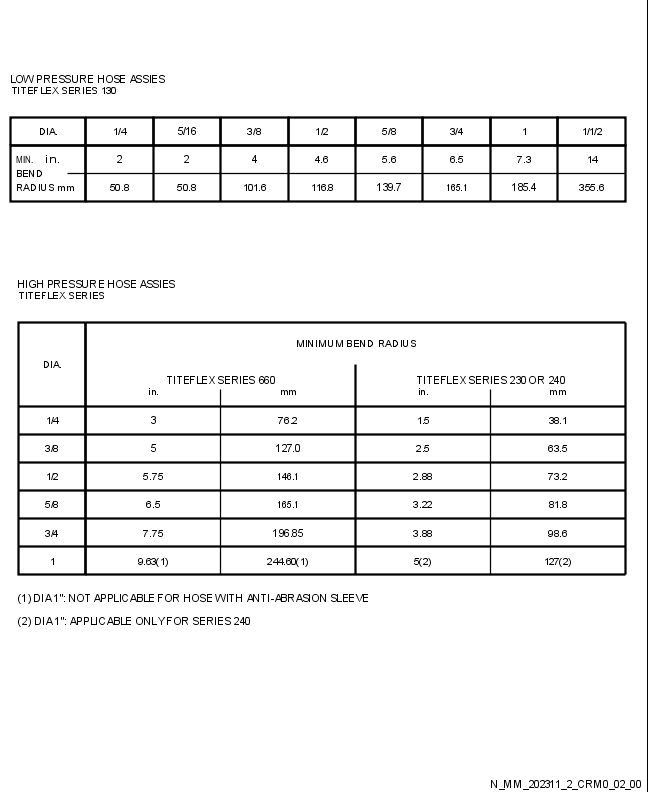 LOW PRESSURE HOSE ASSIES
TITEFLEX SERIES 130
DIA. 1/4 5/16 3/8 1/2 5/8 3/4 1 1/1/2
MIN. in. 2 2 4 4.6 5.6 6.5 7.3 14
BEND
RADIUS mm 50.8 50.8 101.6 116.8 139.7 165.1 185.4 355.6
HIGH PRESSURE HOSE ASSIES
TITEFLEX SERIES
MINIMUM BEND RADIUS
DIA.
TITEFLEX SERIES 660 TITEFLEX SERIES 230 OR 240
in. mm in. mm
1/4 3 76.2 1.5 38.1
3/8 5 127.0 2.5 63.5
1/2 5.75 146.1 2.88 73.2
5/8 6.5 165.1 3.22 81.8
3/4 7.75 196.85 3.88 98.6
1 9.63(1) 244.60(1) 5(2) 127(2)
(1) DIA 1": NOT APPLICABLE FOR HOSE WITH ANTI-ABRASION SLEEVE
(2) DIA 1": APPLICABLE ONLY FOR SERIES 240
N_MM_202311_2_CRM0_02_00